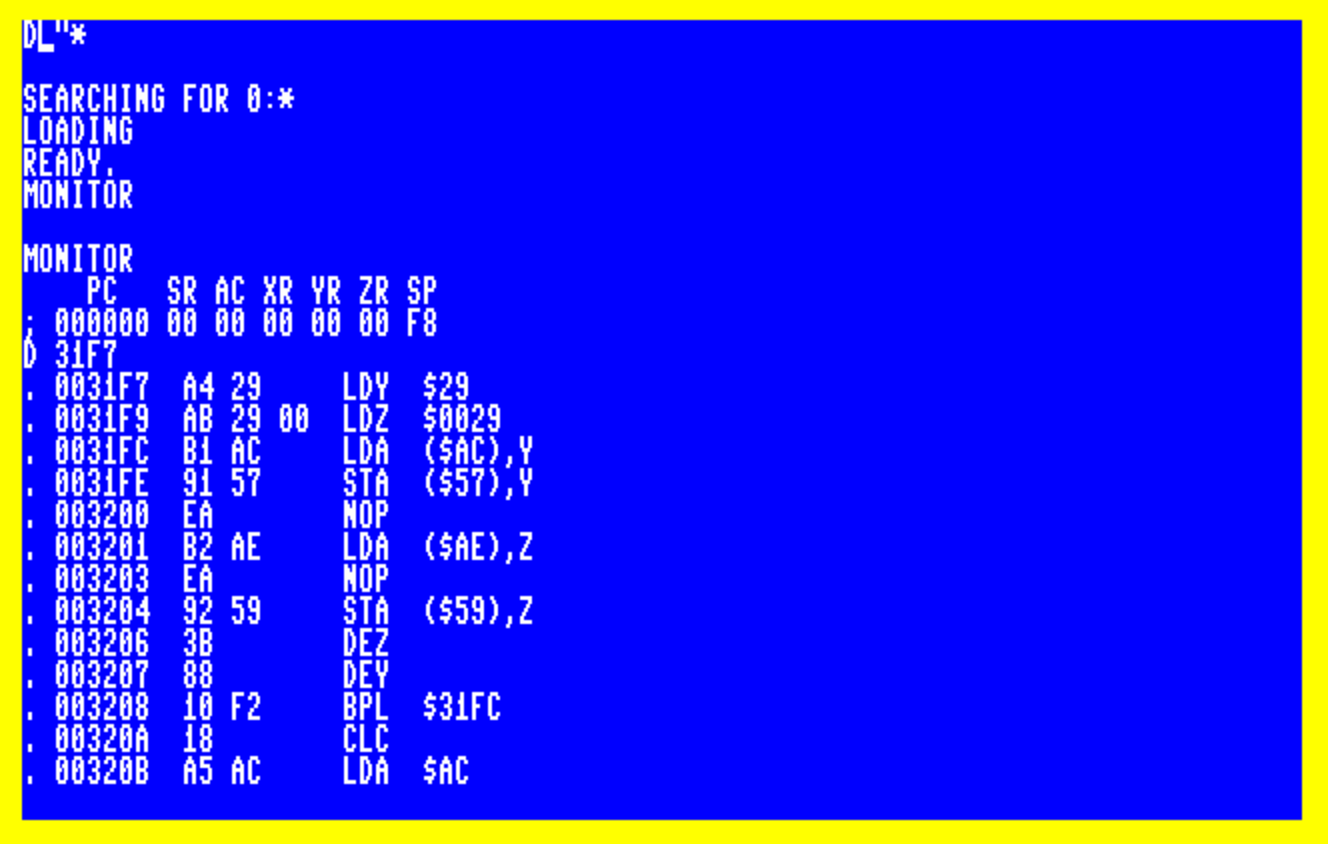 DL"*
SEARCHING FOR 0:*
LOADING
READY.
MONITOR
MONITOR
PC SR AC XR YR ZR SP
; 000000 00 00 00 00 00 F8
D 31F7
. 0031F7 A4 29 LDY $29
. 0031F9 AB 29 00 LDZ $0029
. 0031FC B1 AC LDA ($AC),Y
. 0031FE 91 57 STA ($57),Y
. 003200 EA NOP
. 003201 B2 AE LDA ($AE),Z
. 003203 EA NOP
. 003204 92 59 STA ($59),Z
. 003206 3B DEZ
. 003207 88 DEY
. 003208 10 F2 BPL $31FC
. 00320A 18 CLC
. 00320B A5 AC LDA $AC